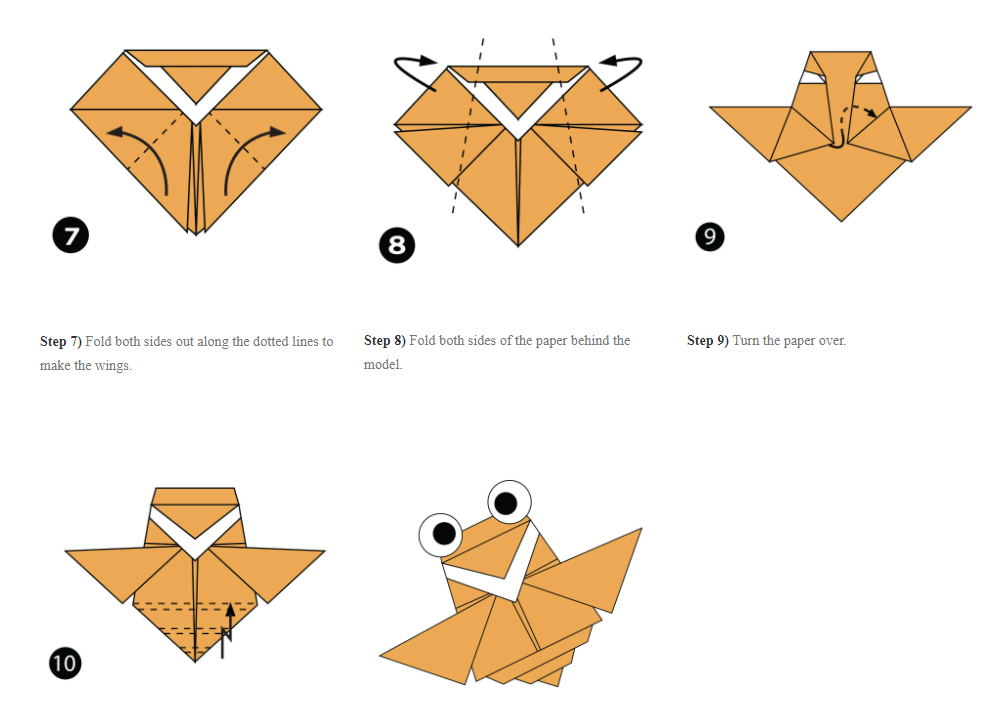 7
8
9
Step 7) Fold both sides out along the dotted lines to
make the wings.
Step 8) Fold both sides of the paper behind the
model.
Step 9) Turn the paper over.
10